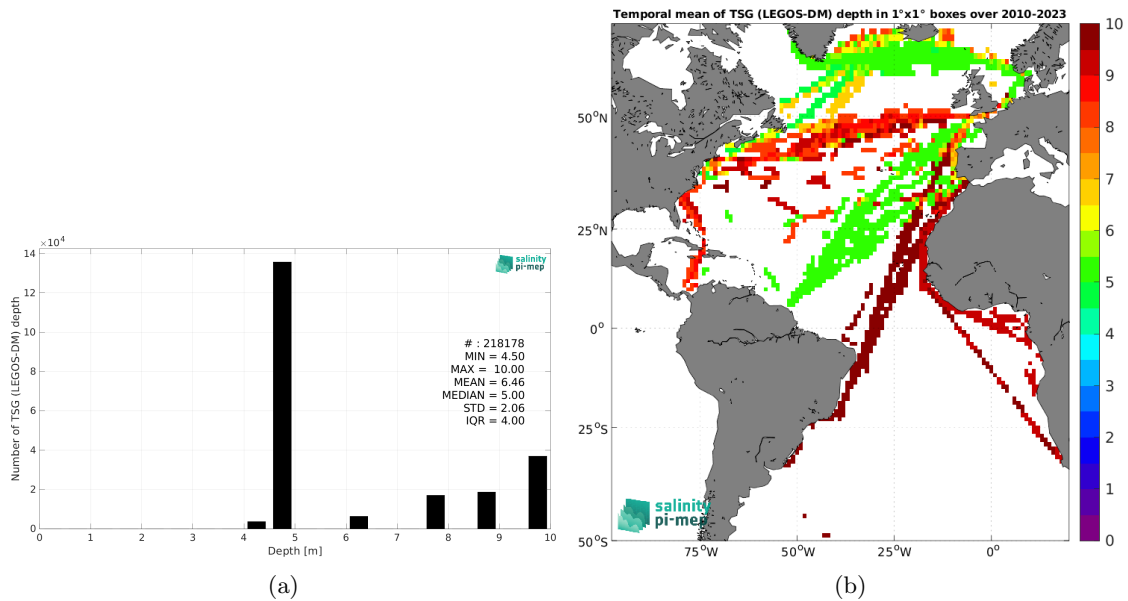 ×10⁴
14
12
10
8
6
4
2
0
Number of TSG (LEGOS-DM) depth
salinity
pi-mep
# : 218178
MIN = 4.50
MAX = 10.00
MEAN = 6.46
MEDIAN = 5.00
STD = 2.06
IQR = 4.00
0 1 2 3 4 5 6 7 8 9 10
Depth [m]
(a)
Temporal mean of TSG (LEGOS-DM) depth in 1°x1° boxes over 2010-2023
50°N
25°N
0°
25°S
50°S
75°W 50°W 25°W 0°
salinity
pi-mep
10
9
8
7
6
5
4
3
2
1
0
(b)